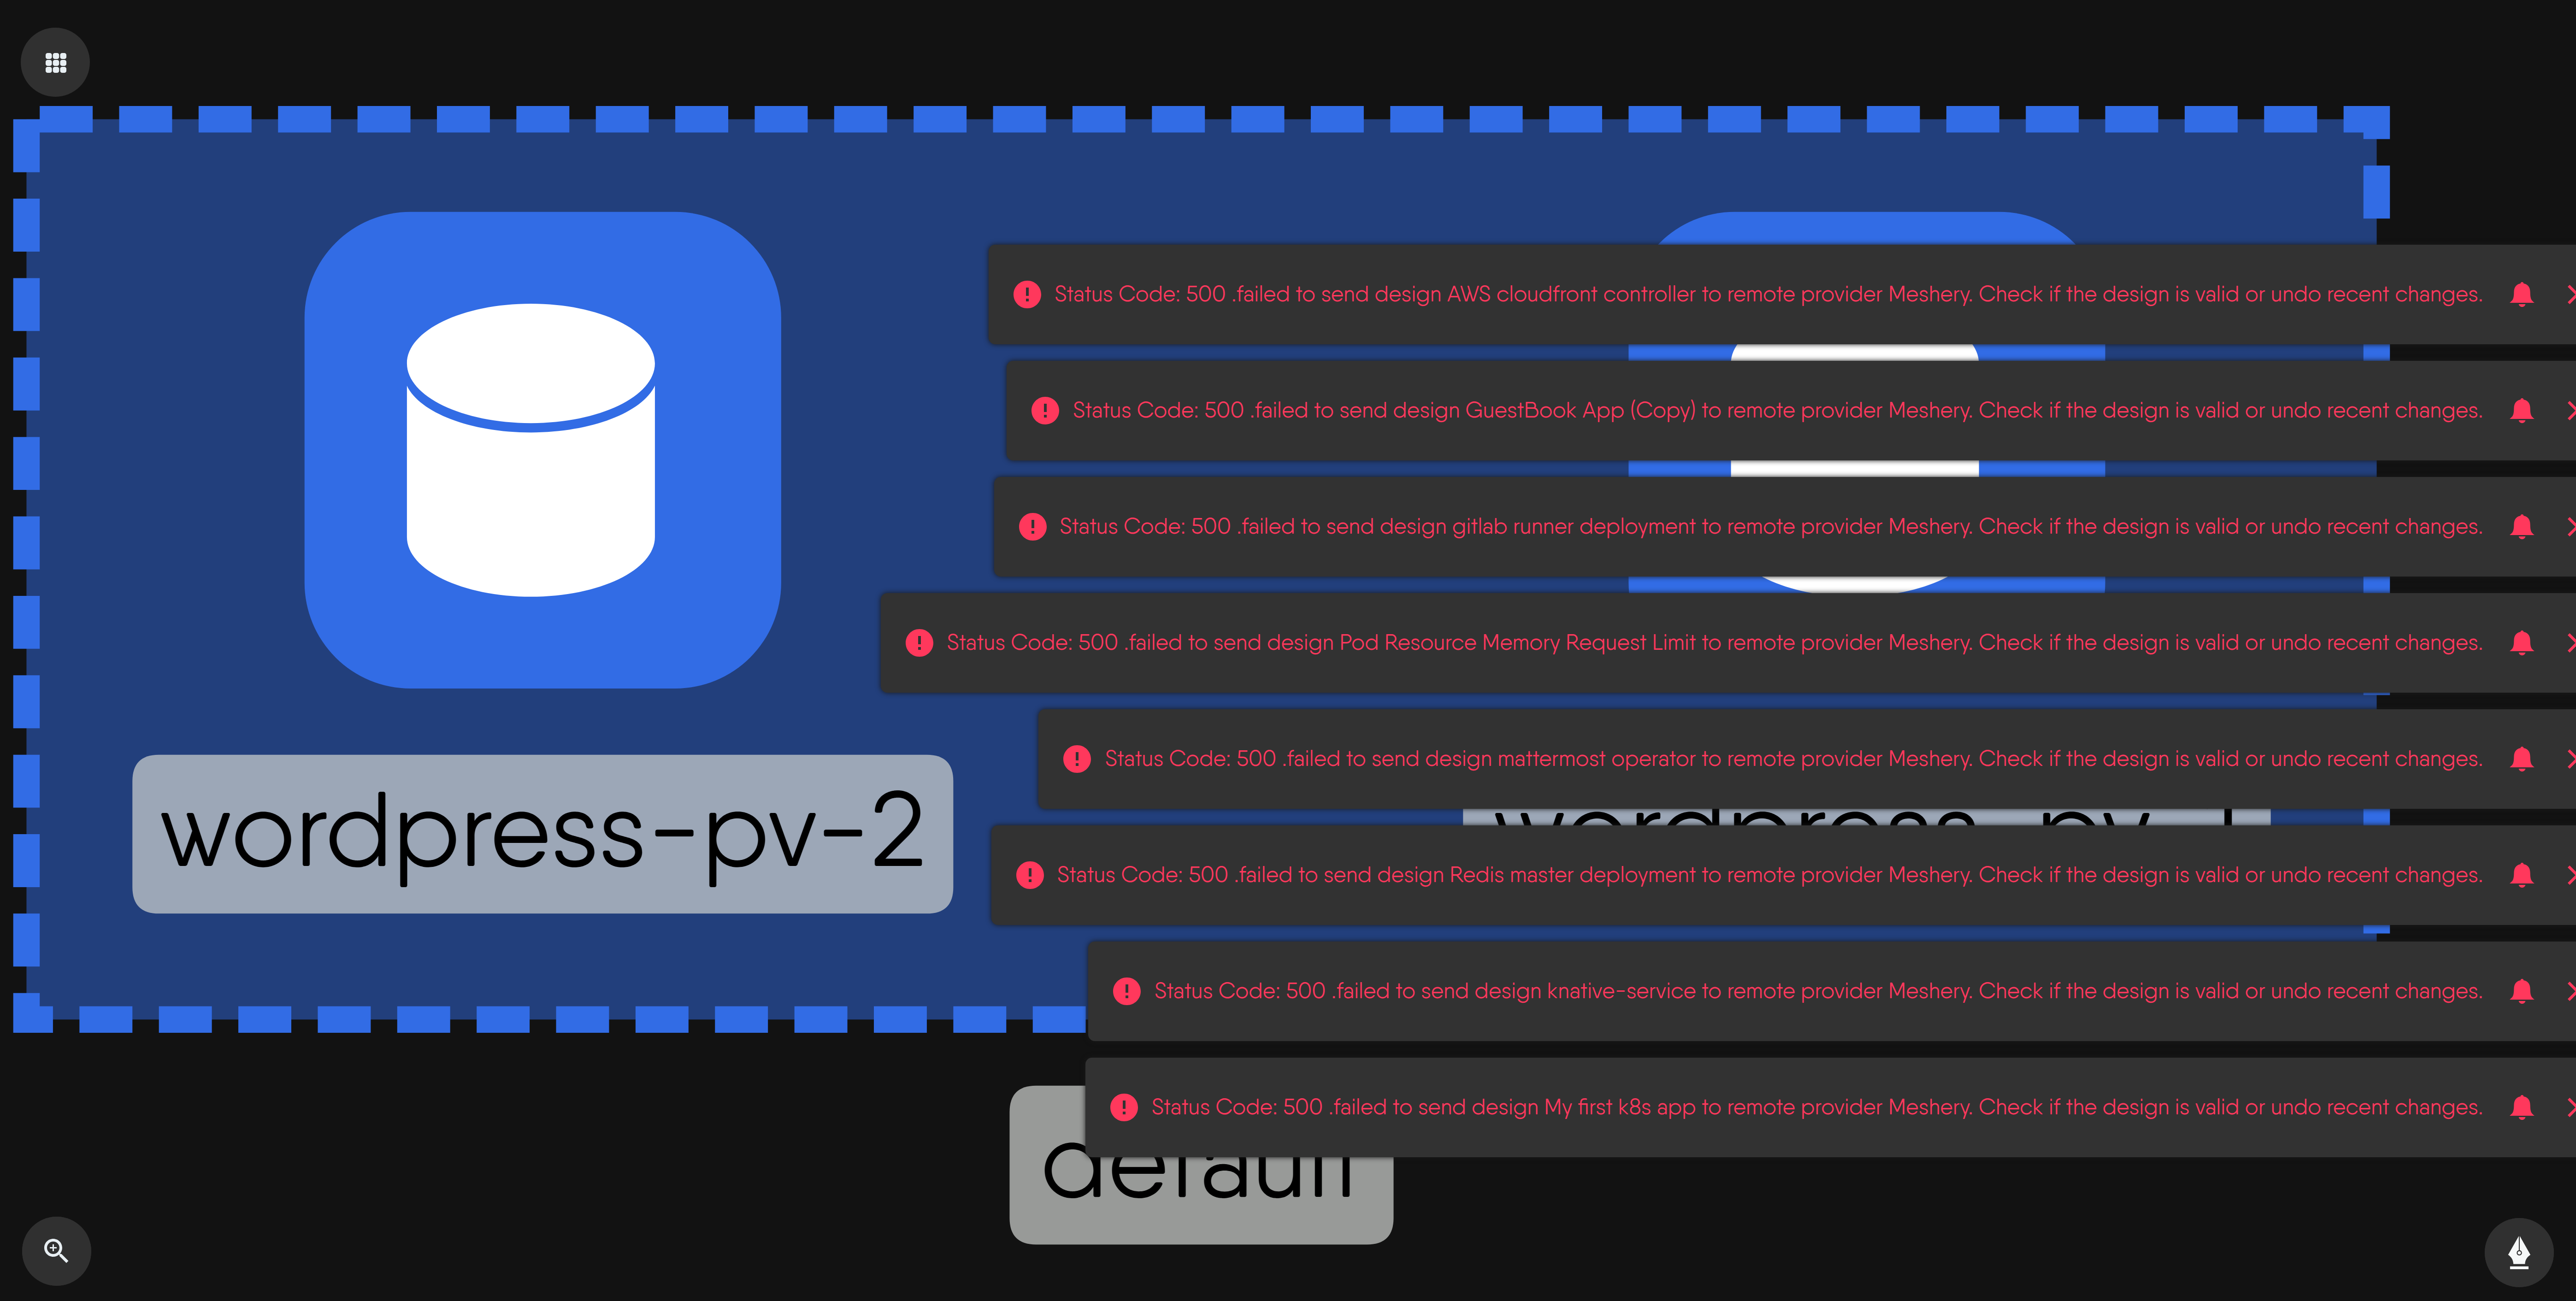 Status Code: 500 .failed to send design AWS cloudfront controller to remote provider Meshery. Check if the design is valid or undo recent changes.
Status Code: 500 .failed to send design GuestBook App (Copy) to remote provider Meshery. Check if the design is valid or undo recent changes.
Status Code: 500 .failed to send design gitlab runner deployment to remote provider Meshery. Check if the design is valid or undo recent changes.
Status Code: 500 .failed to send design Pod Resource Memory Request Limit to remote provider Meshery. Check if the design is valid or undo recent changes.
Status Code: 500 .failed to send design mattermost operator to remote provider Meshery. Check if the design is valid or undo recent changes.
wordpress-pv-2
wordpress-pv-1
Status Code: 500 .failed to send design Redis master deployment to remote provider Meshery. Check if the design is valid or undo recent changes.
Status Code: 500 .failed to send design knative-service to remote provider Meshery. Check if the design is valid or undo recent changes.
Status Code: 500 .failed to send design My first k8s app to remote provider Meshery. Check if the design is valid or undo recent changes.
default